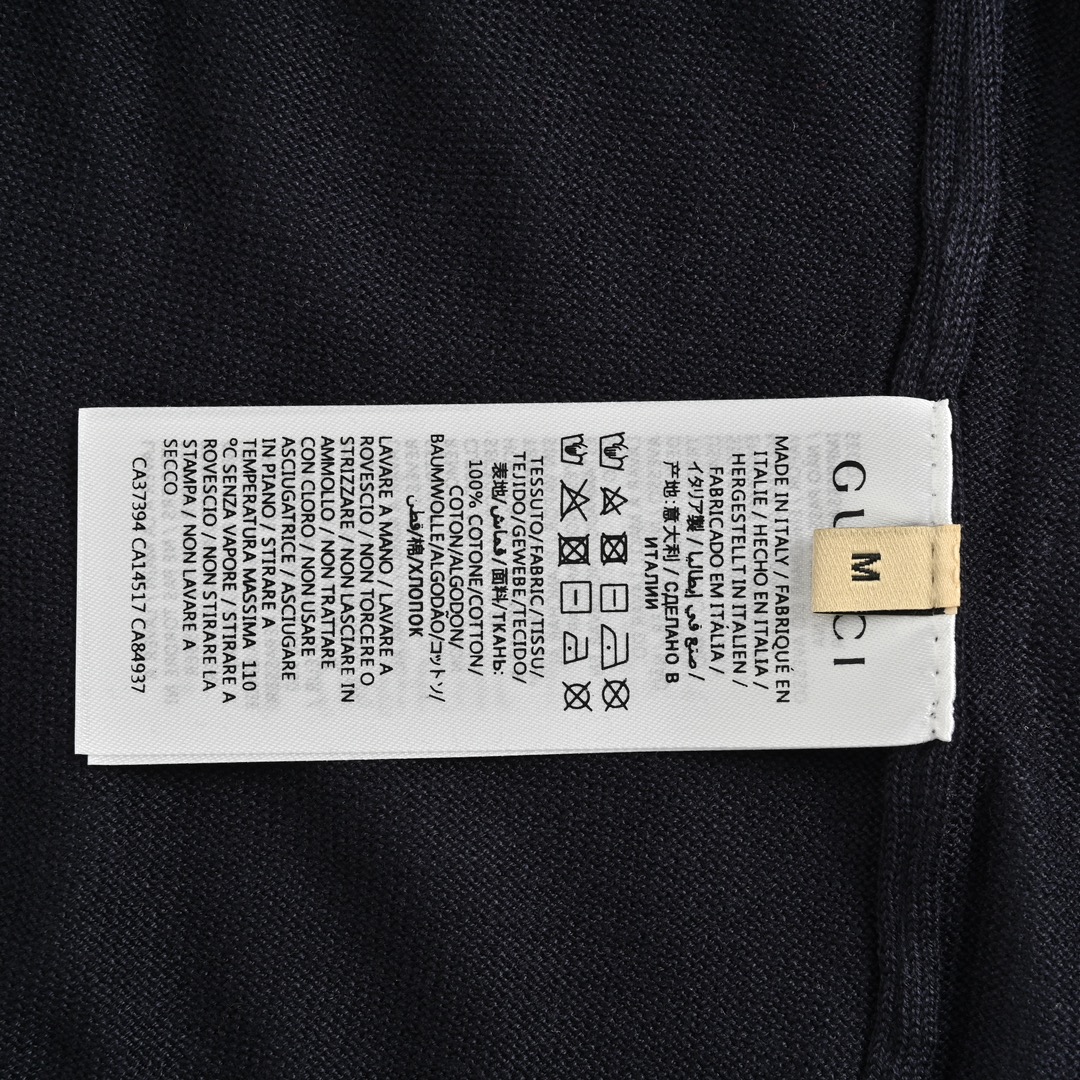 GUCCI
M
MADE IN ITALY / FABRIQUÉ EN
ITALIE / HECHO EN ITALIA /
HERGESTELLT IN ITALIEN /
FABRICADO EM ITALIA /
イタリア製 / صنع في إيطاليا /
产地:意大利 / СДЕЛАНО В
ИТАЛИИ
TESSUTO/FABRIC/TISSU/
TEJIDO/GEWEBE/TECIDO/
表地/قماش/面料/ТКАНЬ:
100% COTONE/COTTON/
COTON/ALGODON/
BAUMWOLLE/ALGODÃO/コットン/
قطن/棉/ХЛОПОК
LAVARE A MANO / LAVARE A
ROVESCIO / NON TORCERE O
STRIZZARE / NON LASCIARE IN
AMMOLLO / NON TRATTARE
CON CLORO / NON USARE
ASCIUGATRICE / ASCIUGARE
IN PIANO / STIRARE A
TEMPERATURA MASSIMA 110
°C SENZA VAPORE / STIRARE A
ROVESCIO / NON STIRARE LA
STAMPA / NON LAVARE A
SECCO
CA37394 CA14517 CA84937